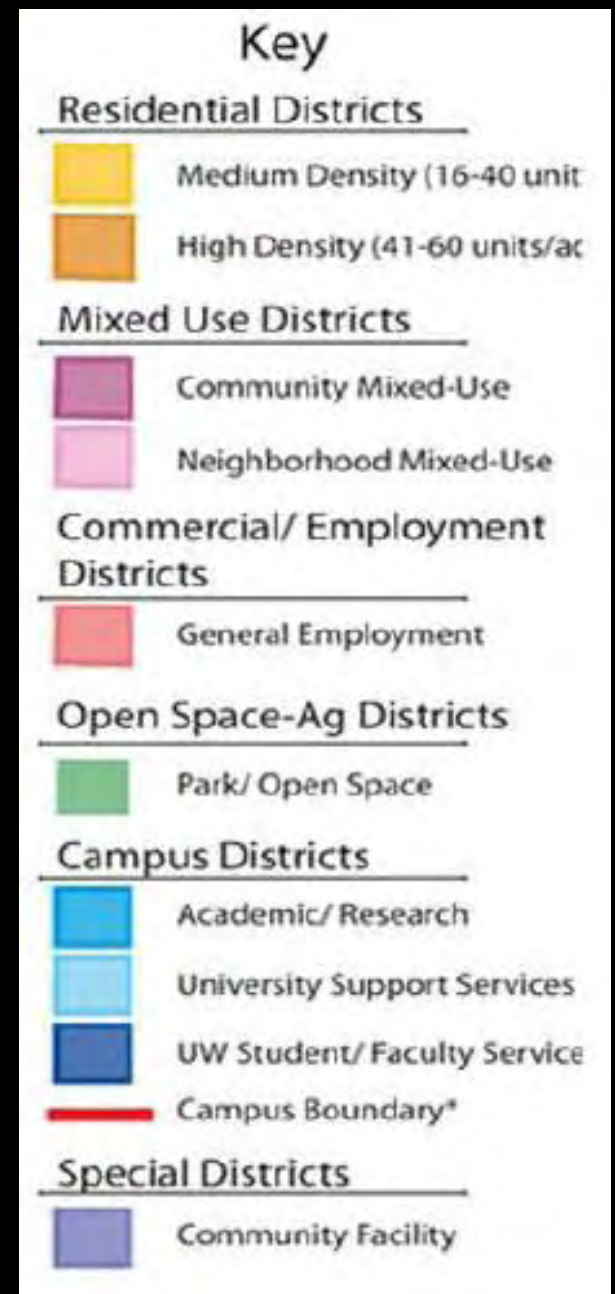 Key
Residential Districts
Medium Density (16-40 unit
High Density (41-60 units/ac
Mixed Use Districts
Community Mixed-Use
Neighborhood Mixed-Use
Commercial/ Employment
Districts
General Employment
Open Space-Ag Districts
Park/ Open Space
Campus Districts
Academic/ Research
University Support Services
UW Student/ Faculty Service
Campus Boundary*
Special Districts
Community Facility